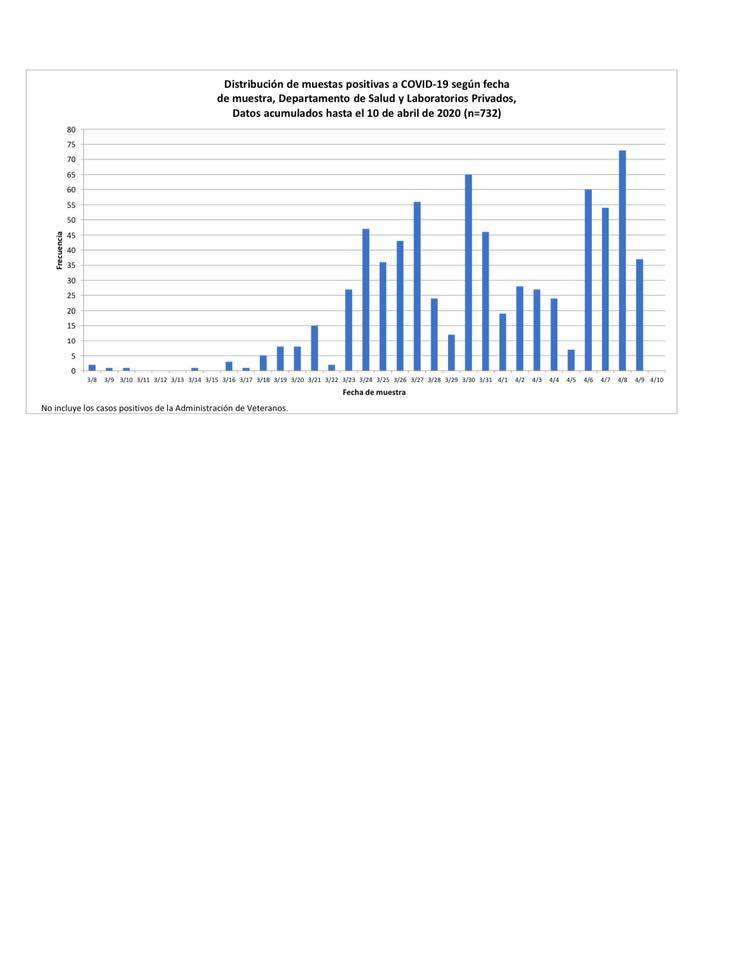 Distribución de muestas positivas a COVID-19 según fecha
de muestra, Departamento de Salud y Laboratorios Privados,
Datos acumulados hasta el 10 de abril de 2020 (n=732)
80
75
70
65
60
55
50
45
40
35
30
25
20
15
10
5
0
Frecuencia
3/8 3/9 3/10 3/11 3/12 3/13 3/14 3/15 3/16 3/17 3/18 3/19 3/20 3/21 3/22 3/23 3/24 3/25 3/26 3/27 3/28 3/29 3/30 3/31 4/1 4/2 4/3 4/4 4/5 4/6 4/7 4/8 4/9 4/10
Fecha de muestra
No incluye los casos positivos de la Administración de Veteranos.